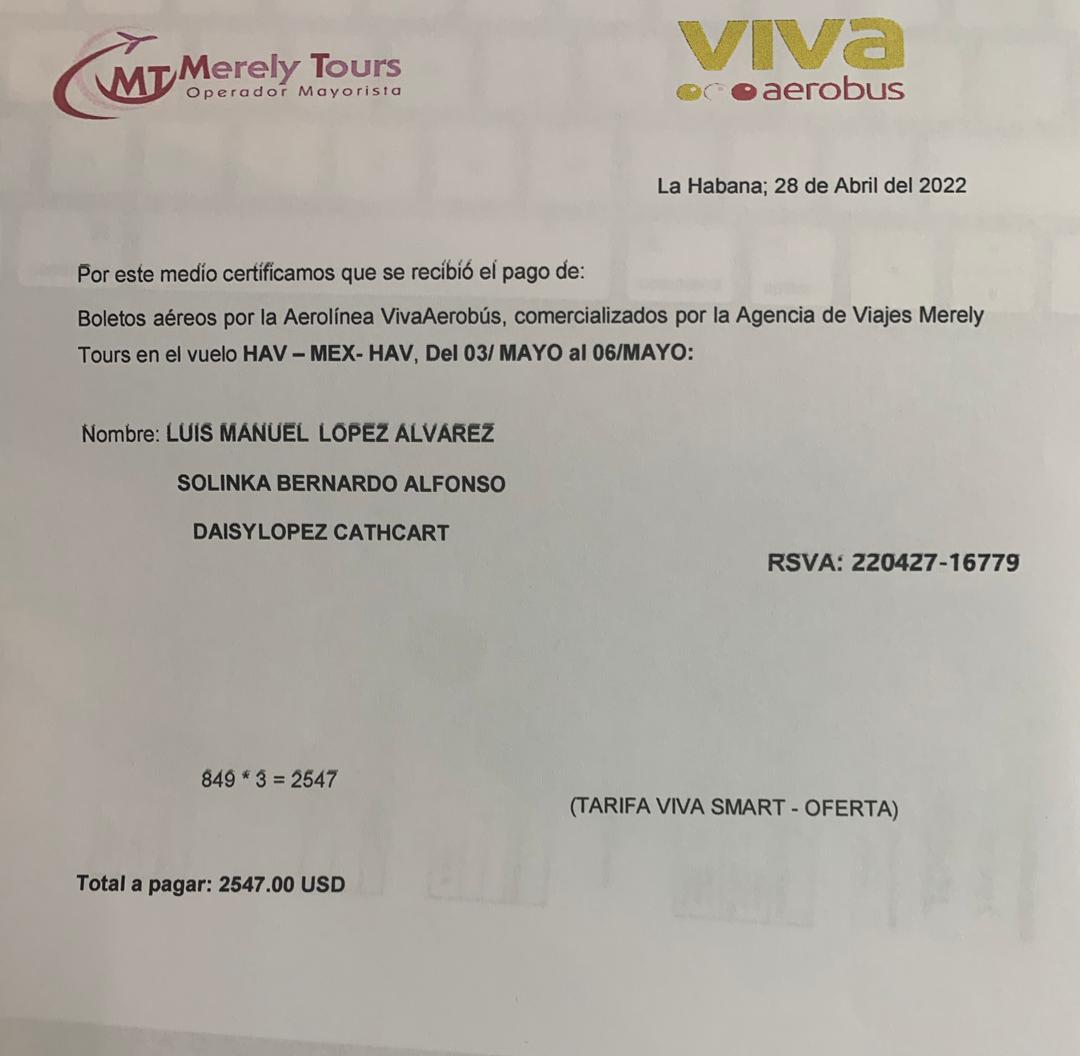 MT Merely Tours
Operador Mayorista
VIVA
aerobus
La Habana; 28 de Abril del 2022
Por este medio certificamos que se recibió el pago de:
Boletos aéreos por la Aerolínea VivaAerobús, comercializados por la Agencia de Viajes Merely
Tours en el vuelo HAV – MEX- HAV, Del 03/ MAYO al 06/MAYO:
Nombre: LUIS MANUEL LOPEZ ALVAREZ
SOLINKA BERNARDO ALFONSO
DAISYLOPEZ CATHCART
RSVA: 220427-16779
849 * 3 = 2547
(TARIFA VIVA SMART - OFERTA)
Total a pagar: 2547.00 USD